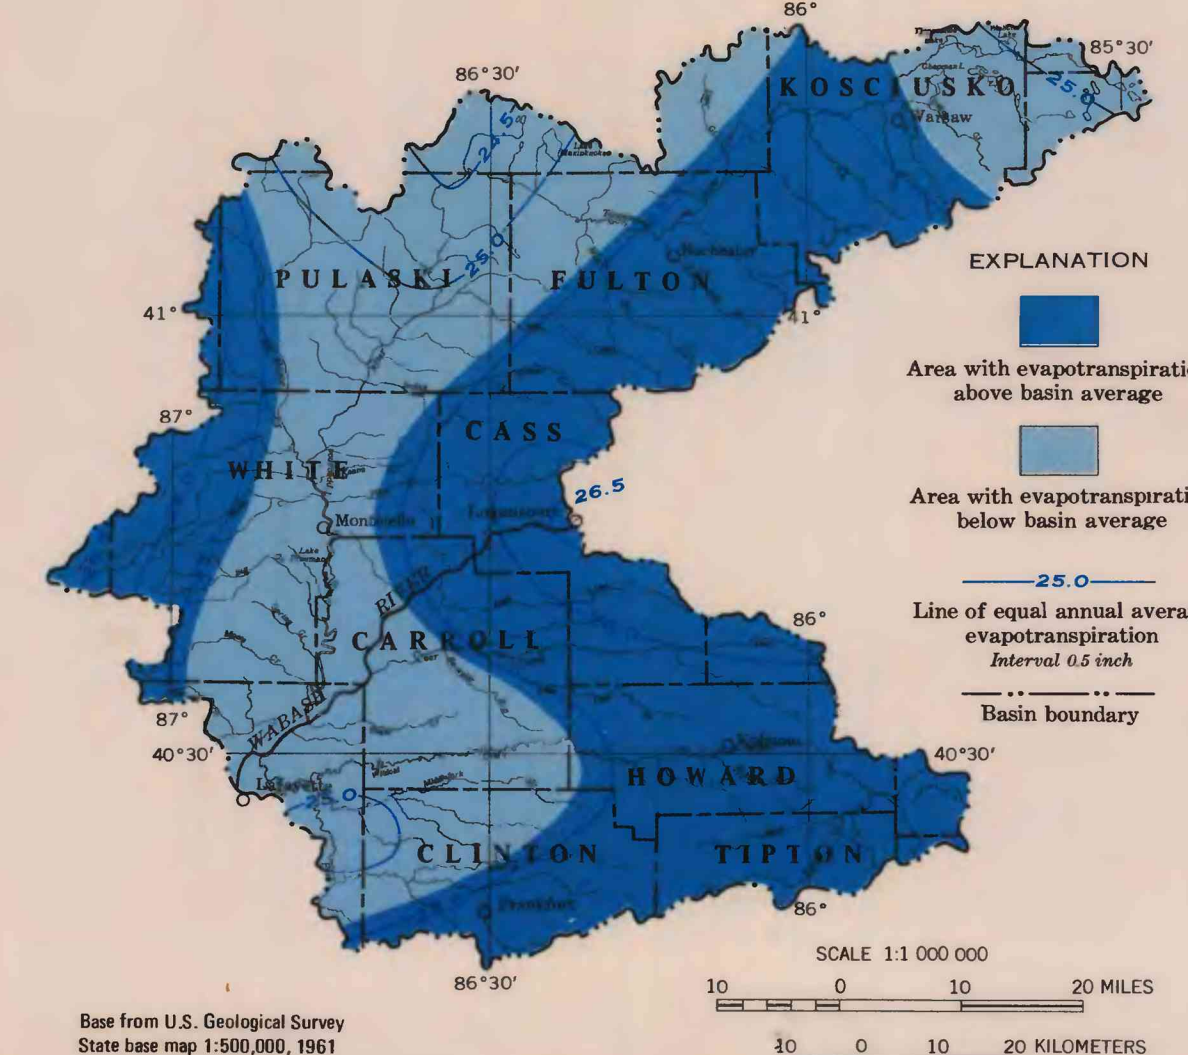 86°
85°30'
86°30'
KOSCIUSKO
25.0
Warsaw
24.5
25.0
PULASKI
FULTON
Rochester
41°
41°
EXPLANATION
Area with evapotranspirati
above basin average
87°
CASS
WHITE
26.5
Monticello
Area with evapotranspirati
below basin average
Lake
Freeman
25.0
Line of equal annual avera
evapotranspiration
Interval 0.5 inch
86°
CARROLL
WABASH RIVER
Basin boundary
87°
40°30'
40°30'
HOWARD
Lafayette
25.0
CLINTON
TIPTON
Frankfort
86°
86°30'
SCALE 1:1 000 000
10 0 10 20 MILES
10 0 10 20 KILOMETERS
Base from U.S. Geological Survey
State base map 1:500,000, 1961